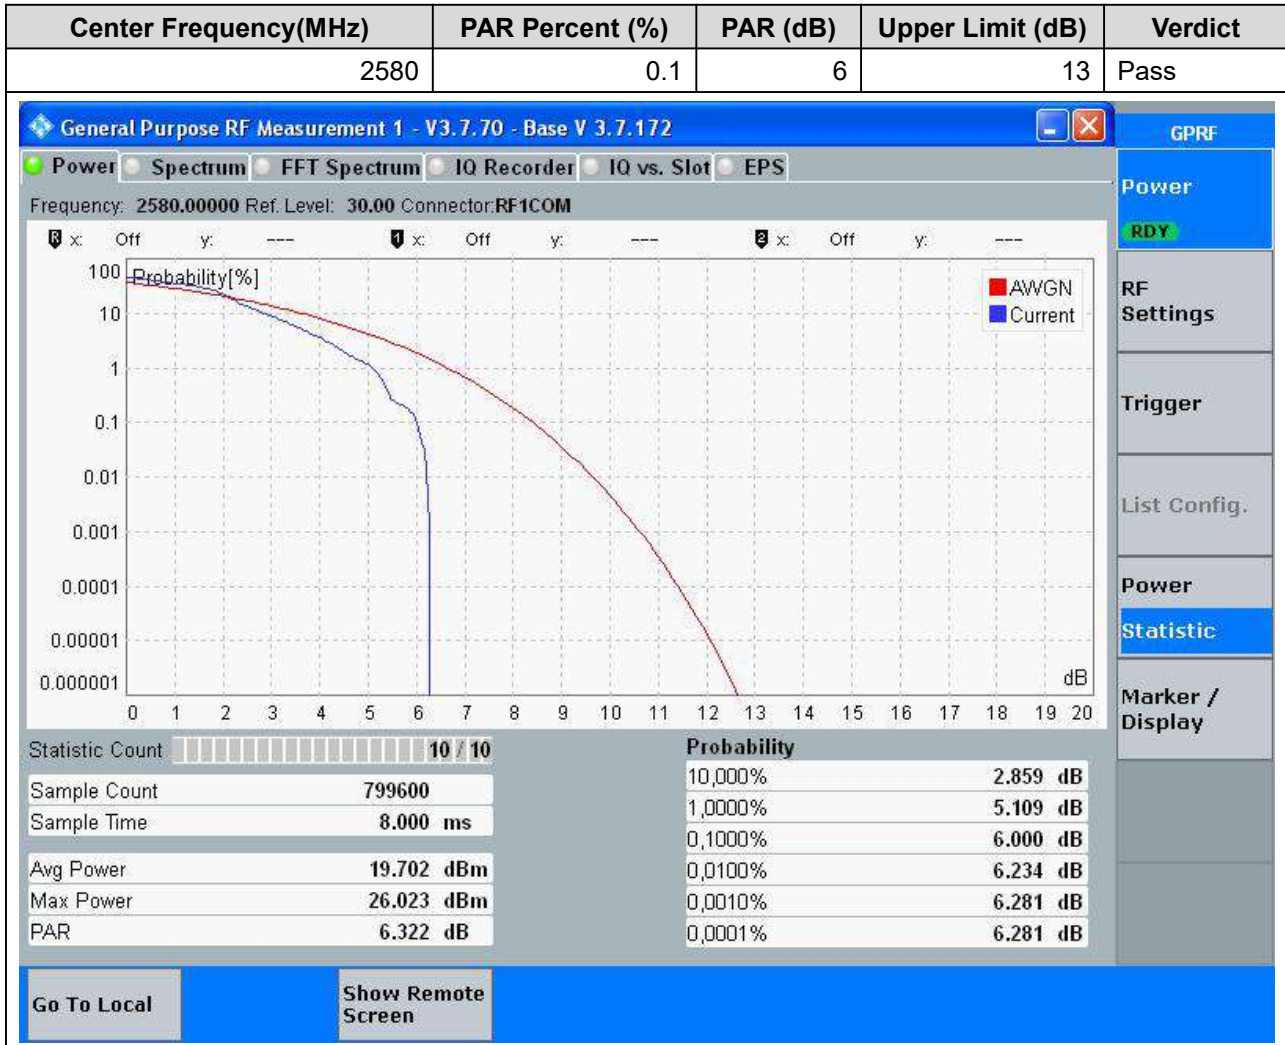 Center Frequency(MHz) PAR Percent (%) PAR (dB) Upper Limit (dB) Verdict
2580 0.1 6 13 Pass
General Purpose RF Measurement 1 - V3.7.70 - Base V 3.7.172
GPRF
Power Spectrum FFT Spectrum IQ Recorder IQ vs. Slot EPS
Frequency: 2580.00000 Ref. Level: 30.00 Connector:RF1COM
Power
RDY
R x: Off y: --- 1 x: Off y: --- 2 x: Off y: ---
100 Probability[%]
AWGN
Current
10
1
0.1
0.01
0.001
0.0001
0.00001
0.000001
dB
0 1 2 3 4 5 6 7 8 9 10 11 12 13 14 15 16 17 18 19 20
RF
Settings
Trigger
List Config.
Power
Statistic
Marker /
Display
Statistic Count 10 / 10
Sample Count 799600
Sample Time 8.000 ms
Avg Power 19.702 dBm
Max Power 26.023 dBm
PAR 6.322 dB
Probability
10,000% 2.859 dB
1,0000% 5.109 dB
0,1000% 6.000 dB
0,0100% 6.234 dB
0,0010% 6.281 dB
0,0001% 6.281 dB
Go To Local
Show Remote
Screen